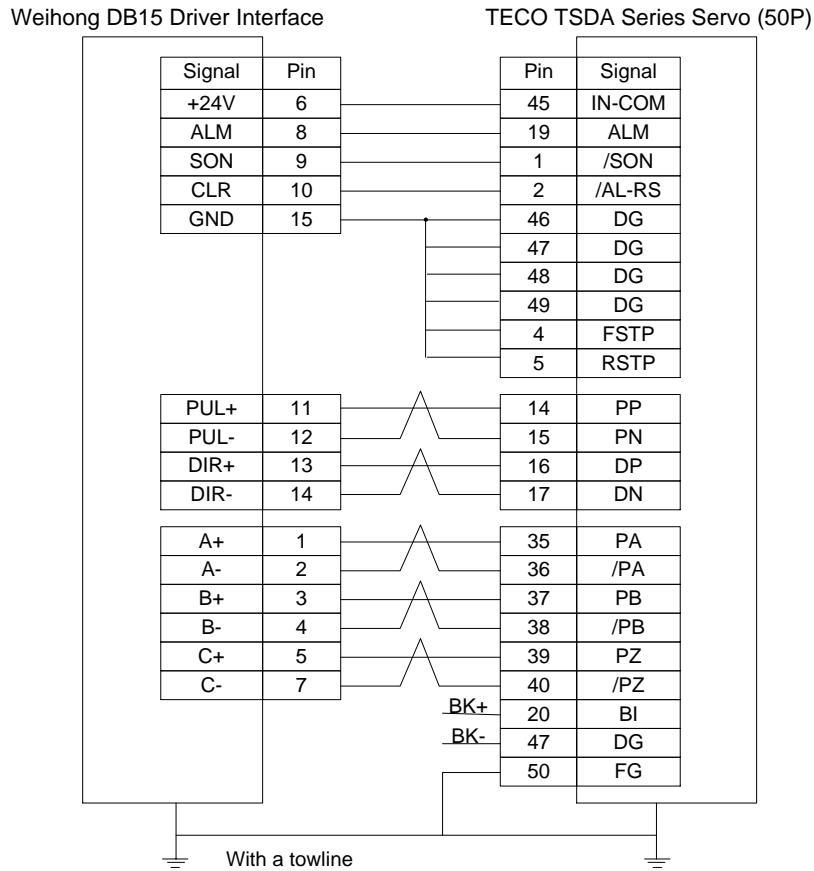 Weihong DB15 Driver Interface TECO TSDA Series Servo (50P)
Signal Pin Pin Signal
+24V 6 45 IN-COM
ALM 8 19 ALM
SON 9 1 /SON
CLR 10 2 /AL-RS
GND 15 46 DG
47 DG
48 DG
49 DG
4 FSTP
5 RSTP
PUL+ 11 14 PP
PUL- 12 15 PN
DIR+ 13 16 DP
DIR- 14 17 DN
A+ 1 35 PA
A- 2 36 /PA
B+ 3 37 PB
B- 4 38 /PB
C+ 5 39 PZ
C- 7 40 /PZ
BK+ 20 BI
BK- 47 DG
50 FG
With a towline